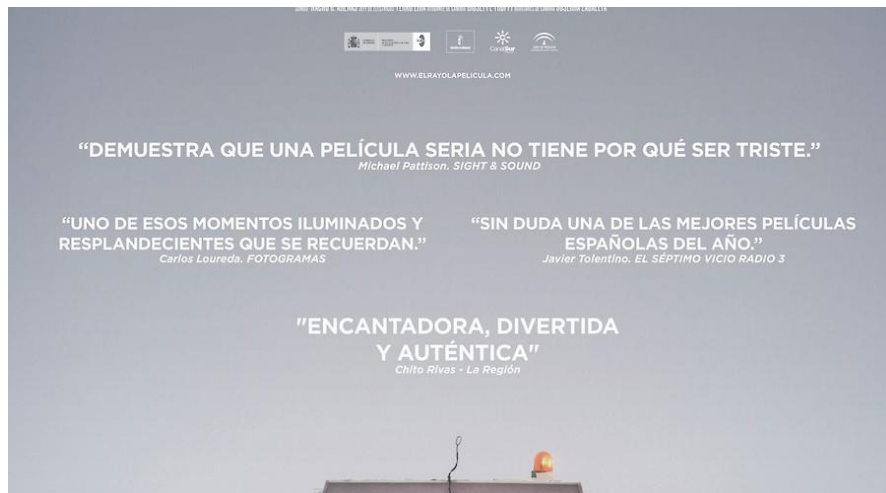 WWW.ELRAYOLAPELICULA.COM
“DEMUESTRA QUE UNA PELÍCULA SERIA NO TIENE POR QUÉ SER TRISTE.”
Michael Pattison. SIGHT & SOUND
“UNO DE ESOS MOMENTOS ILUMINADOS Y
RESPLANDECIENTES QUE SE RECUERDAN.”
Carlos Loureda. FOTOGRAMAS
“SIN DUDA UNA DE LAS MEJORES PELÍCULAS
ESPAÑOLAS DEL AÑO.”
Javier Tolentino. EL SÉPTIMO VICIO RADIO 3
"ENCANTADORA, DIVERTIDA
Y AUTÉNTICA"
Chito Rivas - La Región